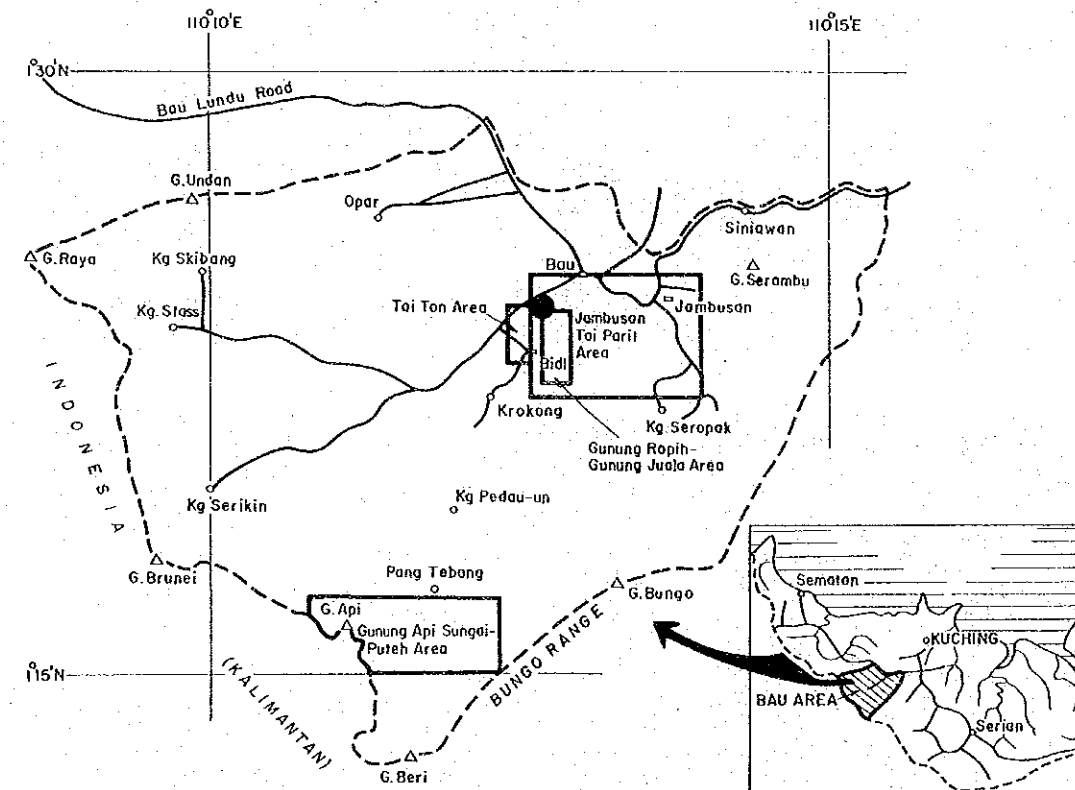 110°10'E
110°15'E
1°30'N
Bau Lundu Road
G.Undan
Opar
Siniawan
G.Raya
Kg Skibang
Bau
G.Serambu
Kg. Stass
Tai Ton Area
Jambusan
Jambusan
Tai Parit
Area
Bidi
INDONESIA
Krokong
Kg. Seropak
Gunung Ropih-
Gunung Juala Area
Kg Serikin
Kg Pedau-un
G.Brunei
Pang Tebang
G.Bungo
Sematan
G.Api
Gunung Api Sungai-
Puteh Area
KUCHING
BUNGO RANGE
1°15'N
(KALIMANTAN)
BAU AREA
Serian
G.Beri